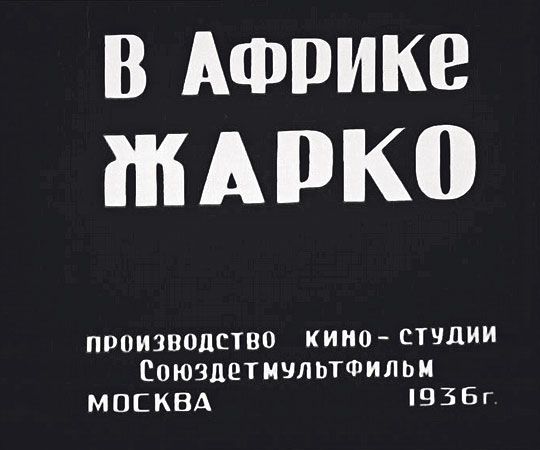 В АФРИКЕ
ЖАРКО
ПРОИЗВОДСТВО КИНО-СТУДИИ
СОЮЗДЕТМУЛЬТФИЛЬМ
МОСКВА 1936г.